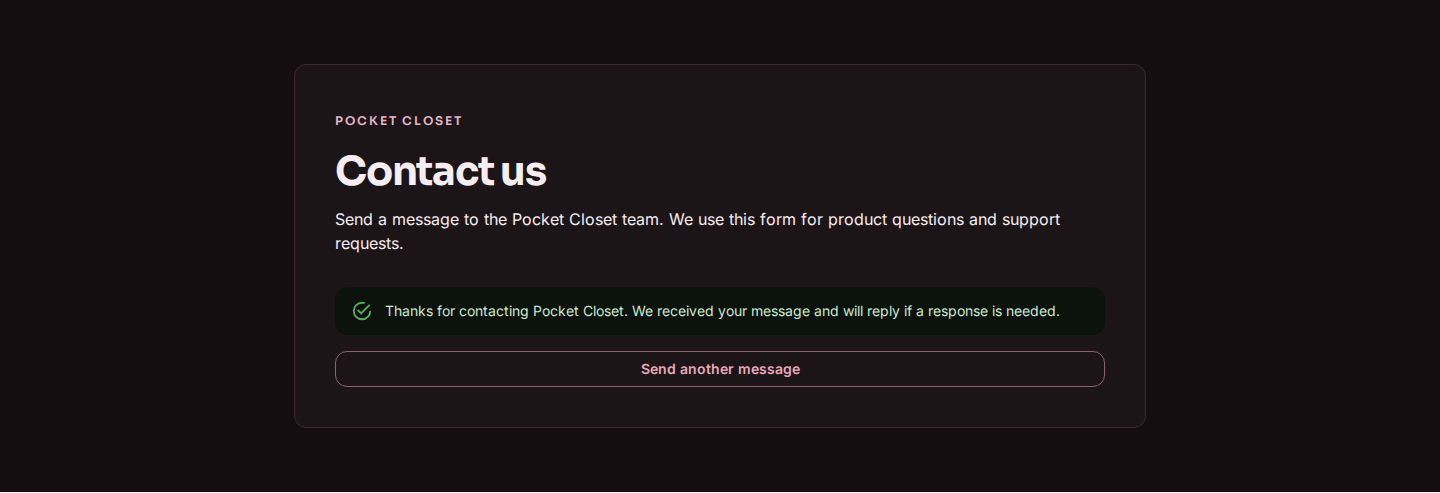 POCKET CLOSET
Contact us
Send a message to the Pocket Closet team. We use this form for product questions and support
requests.
Thanks for contacting Pocket Closet. We received your message and will reply if a response is needed.
Send another message